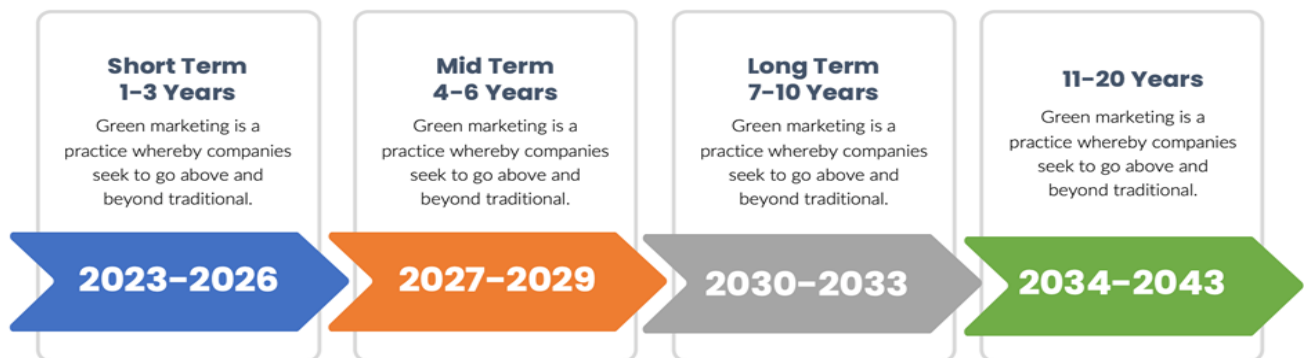 Short Term
1-3 Years
Green marketing is a
practice whereby companies
seek to go above and
beyond traditional.
2023-2026
Mid Term
4-6 Years
Green marketing is a
practice whereby companies
seek to go above and
beyond traditional.
2027-2029
Long Term
7-10 Years
Green marketing is a
practice whereby companies
seek to go above and
beyond traditional.
2030-2033
11-20 Years
Green marketing is a
practice whereby companies
seek to go above and
beyond traditional.
2034-2043